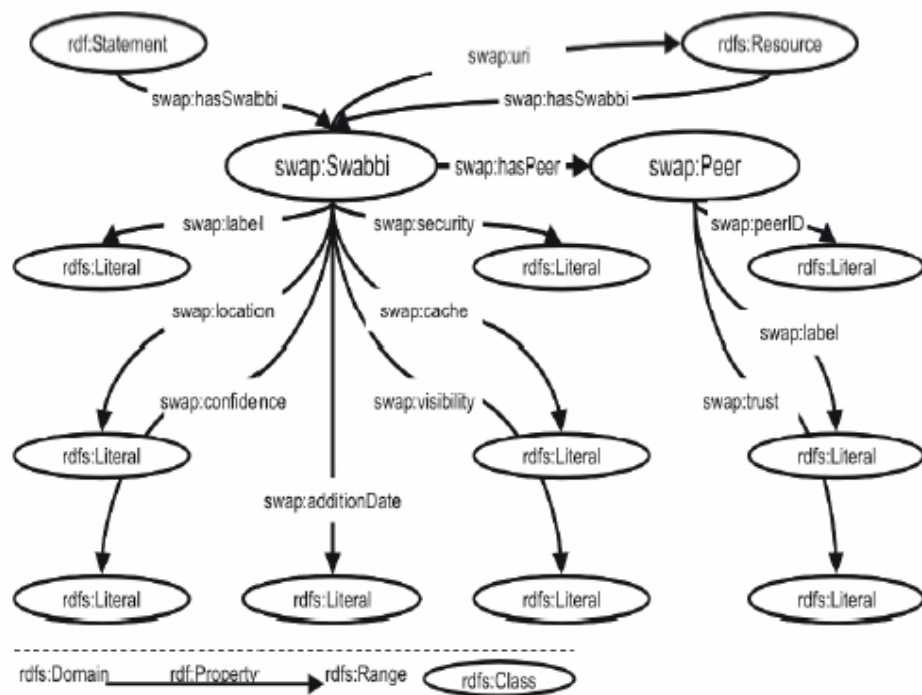 rdf:Statement
rdfs:Resource
swap:uri
swap:hasSwabbi
swap:hasSwabbi
swap:Swabbi
swap:hasPeer
swap:Peer
swap:label
swap:security
swap:peerID
rdfs:Literal
rdfs:Literal
rdfs:Literal
swap:location
swap:cache
swap:label
swap:confidence
swap:visibility
swap:trust
rdfs:Literal
rdfs:Literal
rdfs:Literal
swap:additionDate
rdfs:Literal
rdfs:Literal
rdfs:Literal
rdfs:Literal
rdfs:Domain
rdf:Property
rdfs:Range
rdfs:Class